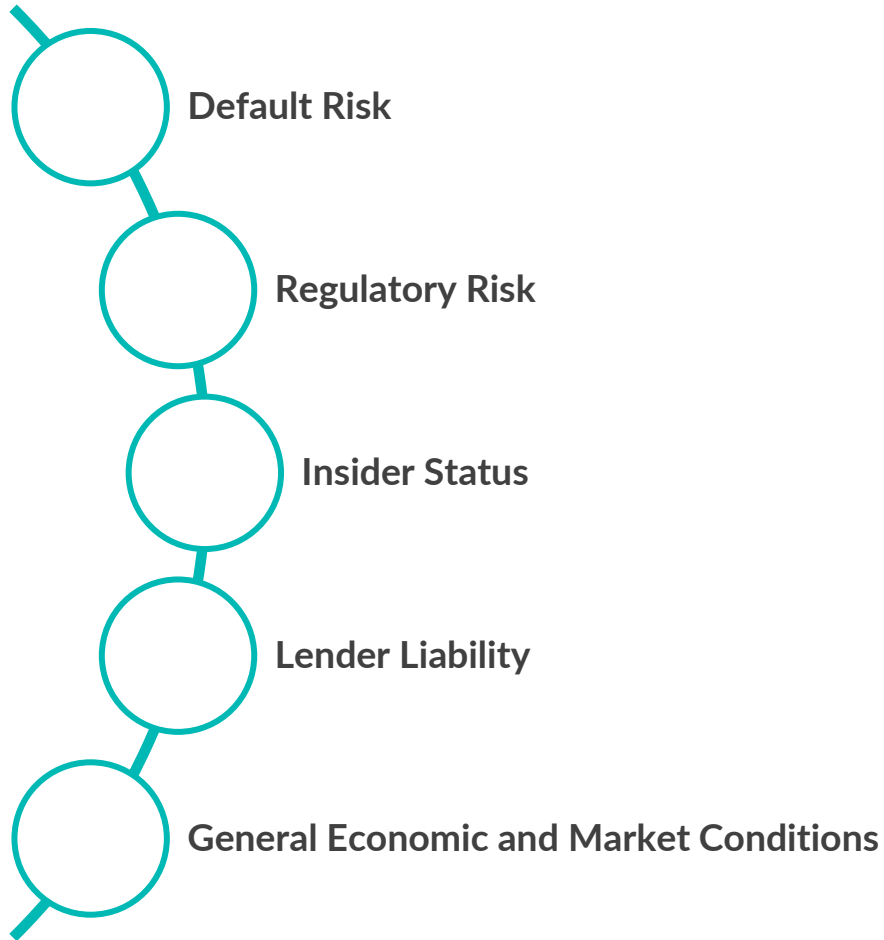 Default Risk
Regulatory Risk
Insider Status
Lender Liability
General Economic and Market Conditions